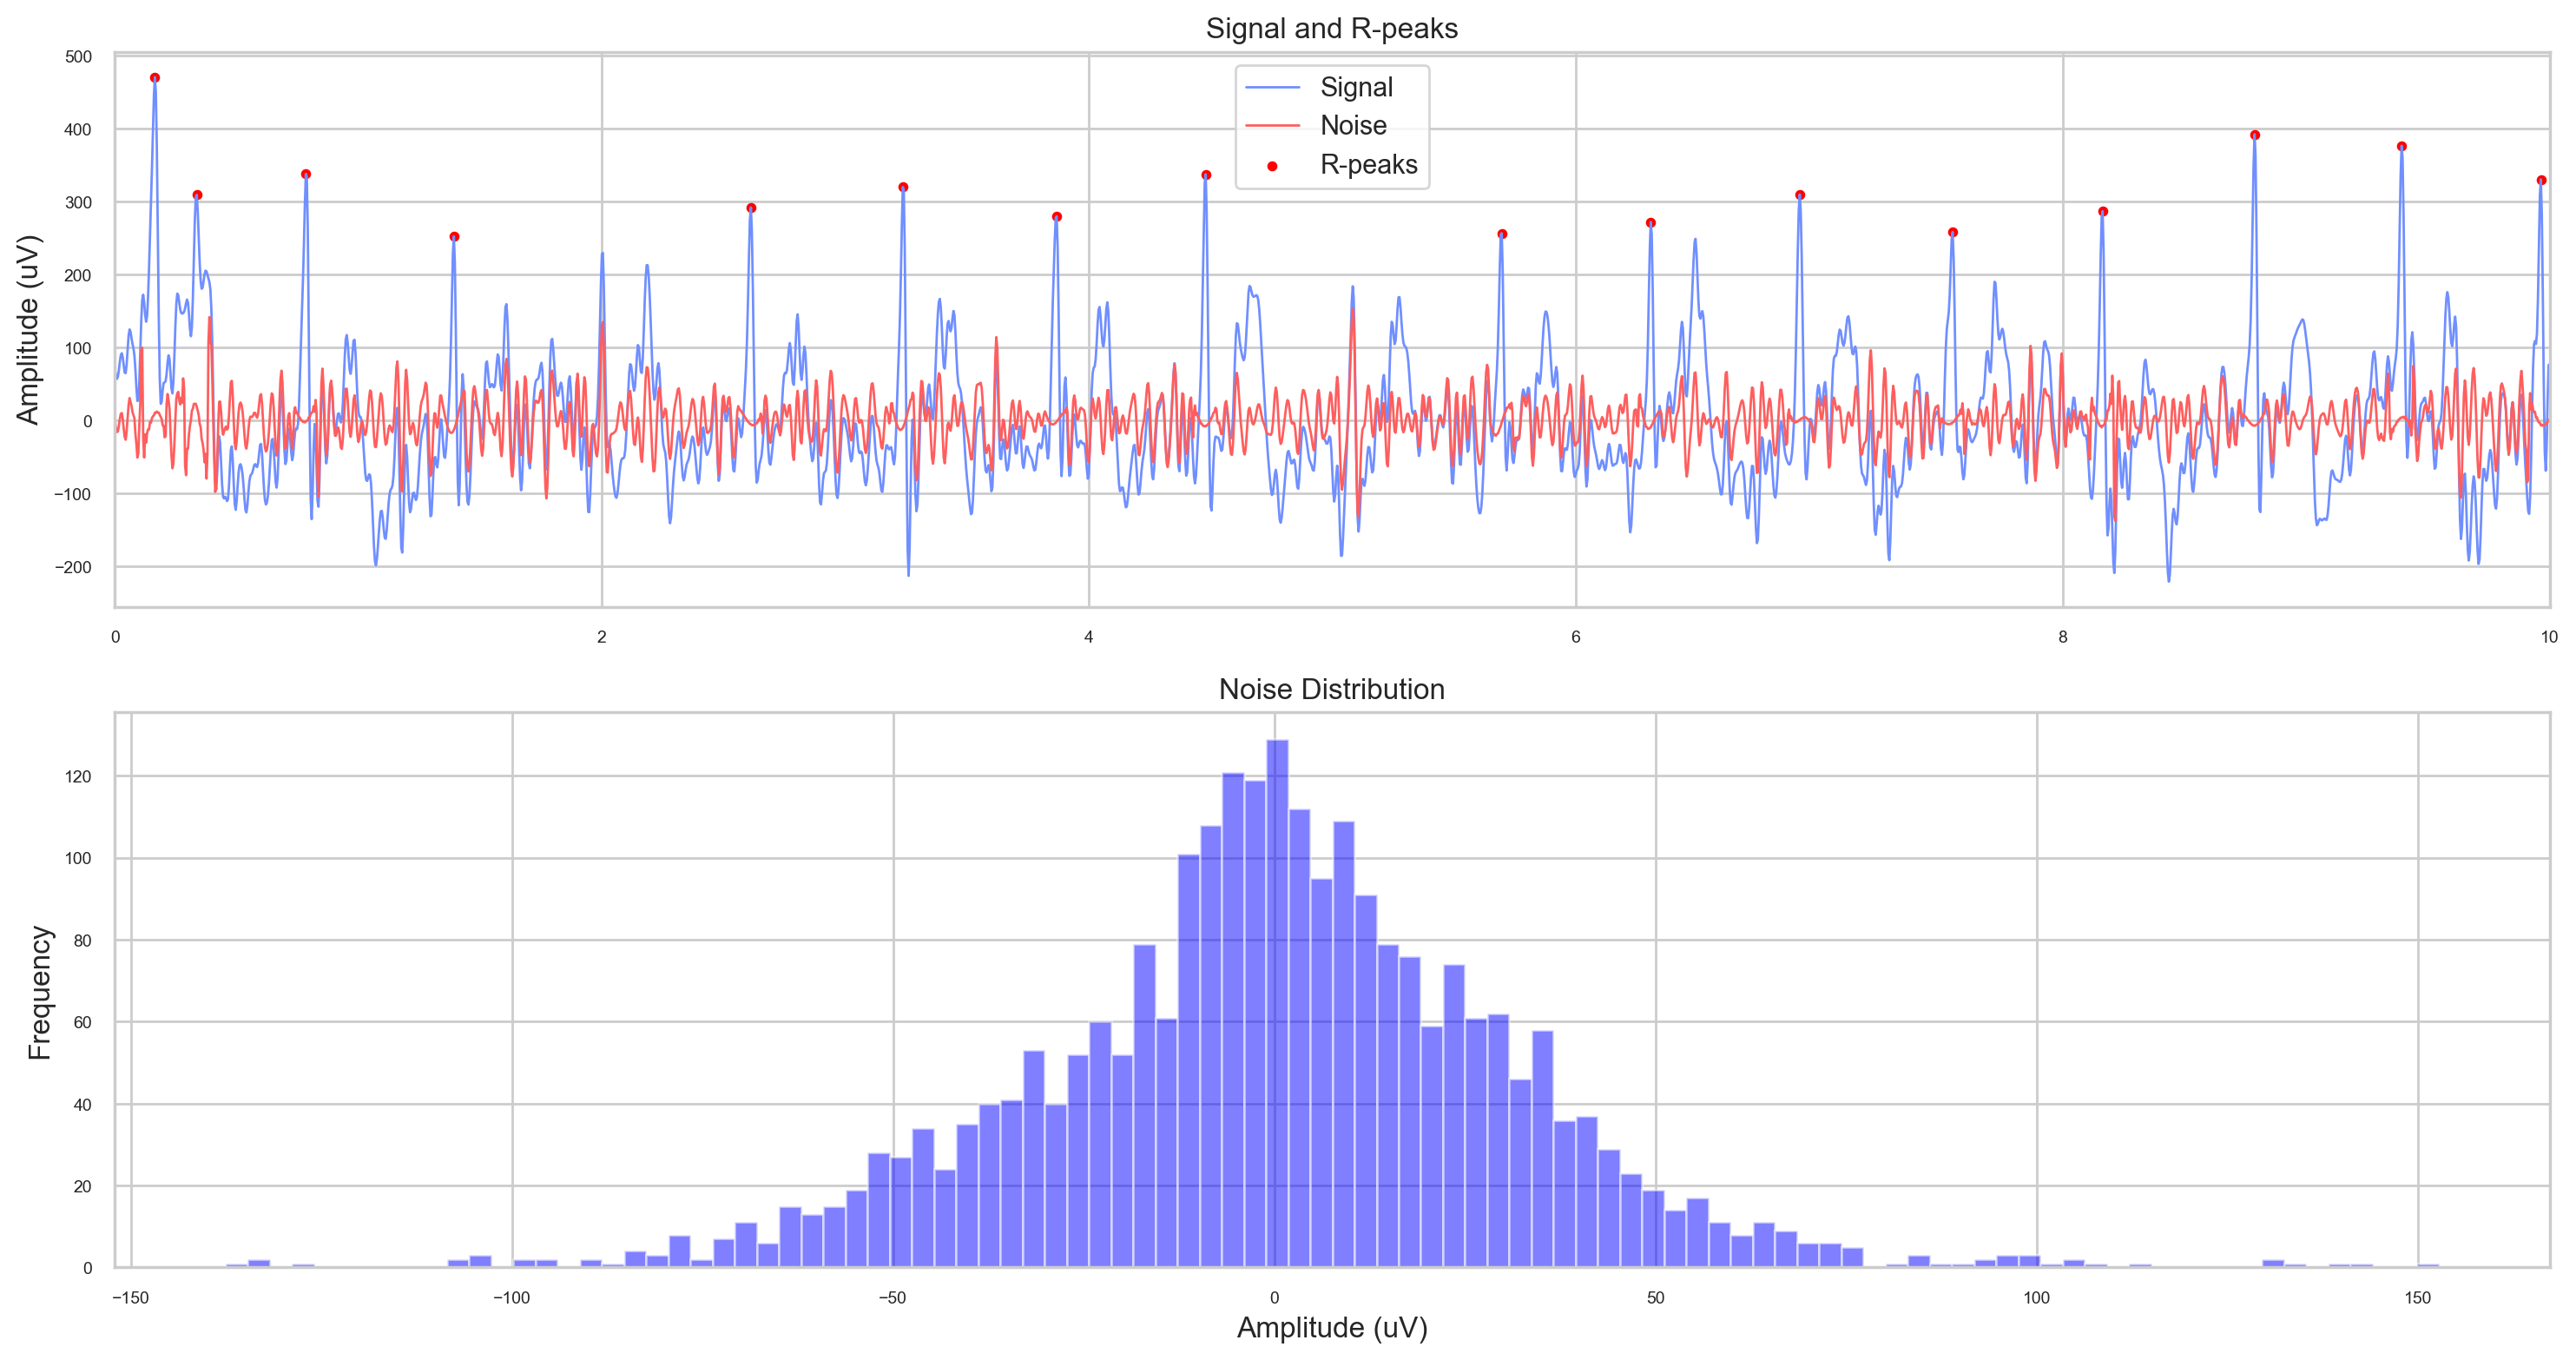 Signal and R-peaks
Amplitude (uV)
500
400
300
200
100
0
−100
−200
Signal
Noise
R-peaks
0 2 4 6 8 10
Noise Distribution
Frequency
120
100
80
60
40
20
0
−150 −100 −50 0 50 100 150
Amplitude (uV)